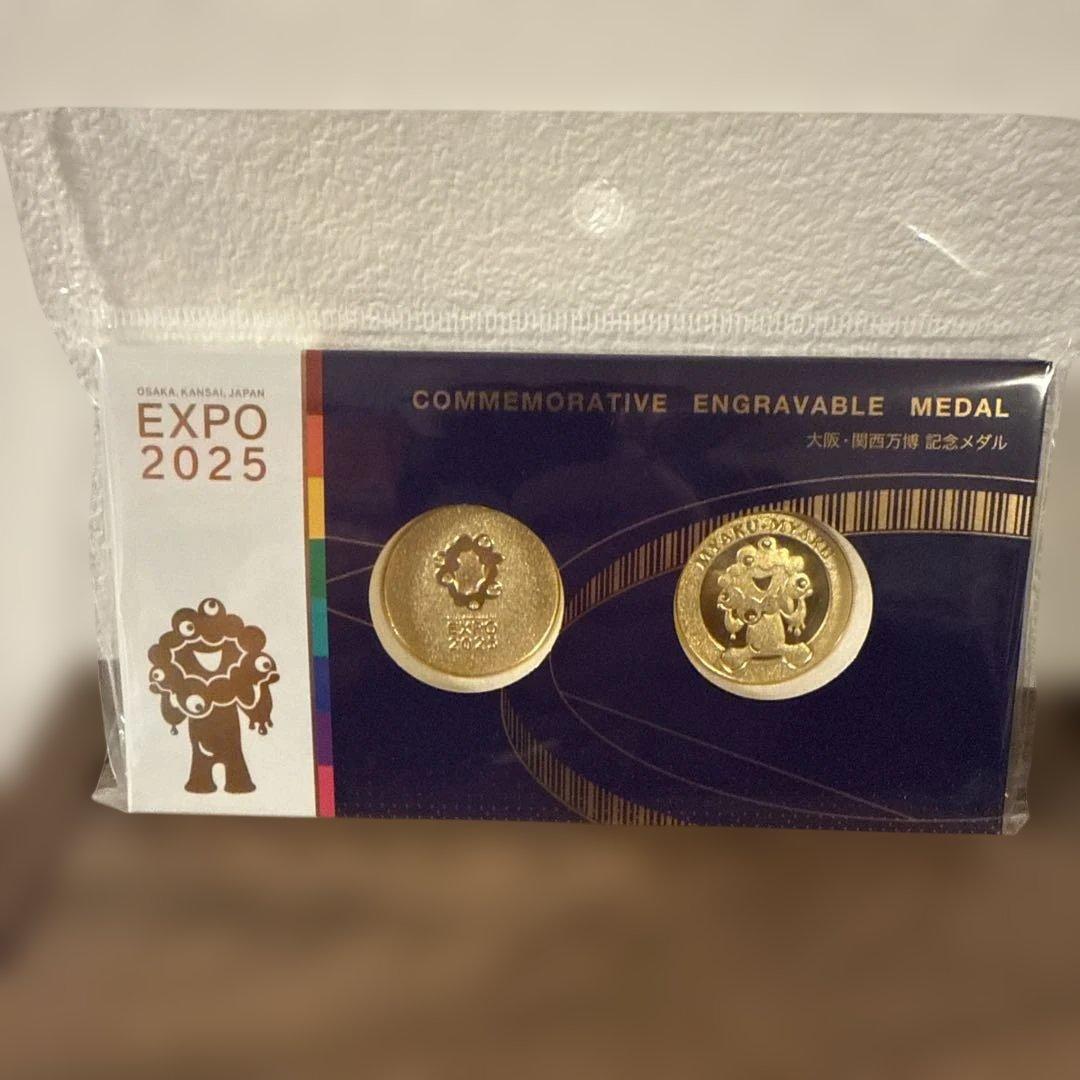 OSAKA, KANSAI, JAPAN
EXPO
2025
COMMEMORATIVE ENGRAVABLE MEDAL
大阪・関西万博 記念メダル
EXPO
2025
MYAKU-MYAKU